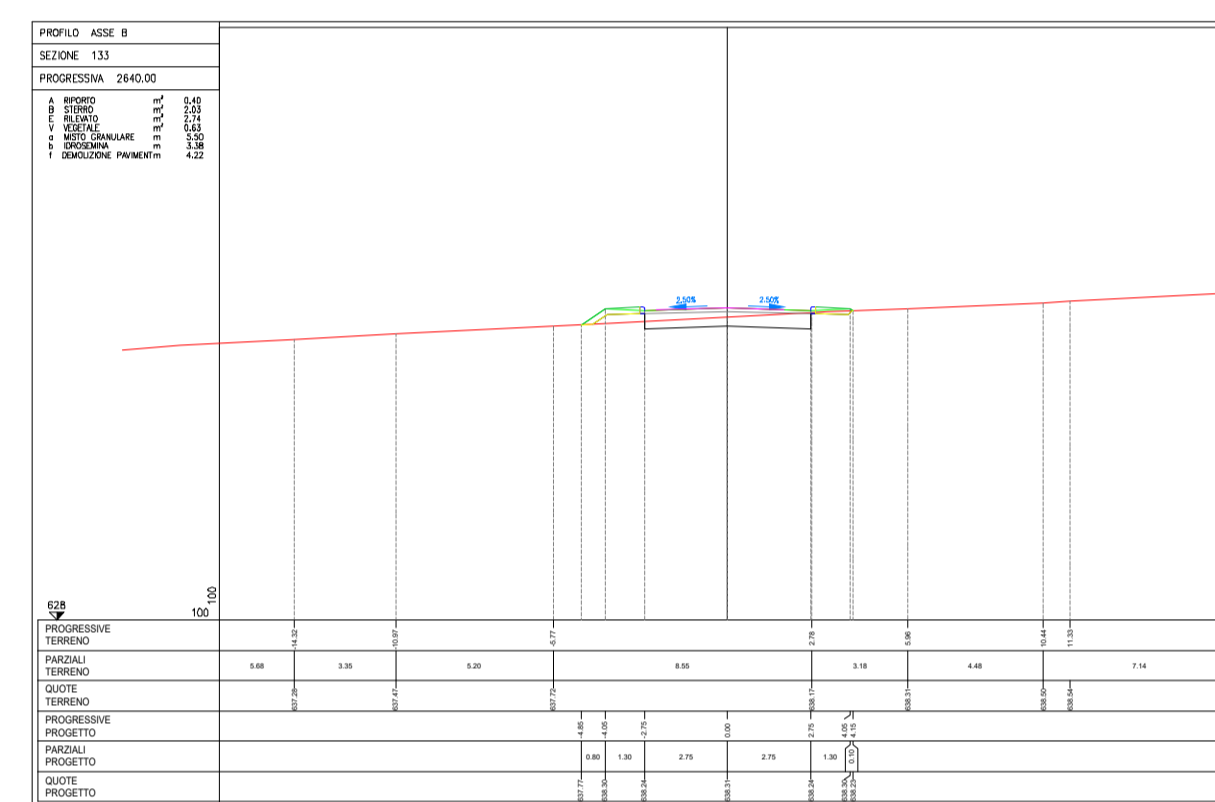 PROFILO ASSE B
SEZIONE 133
PROGRESSIVA 2640.00
A RIPORTO m² 0.40
B STERRO m² 2.03
E RILEVATO m² 2.74
V VEGETALE m² 0.63
a MISTO GRANULARE m 5.50
b IDROSEMINA m 3.38
f DEMOLIZIONE PAVIMENTm 4.22
2.50% 2.50%
628
100 100
PROGRESSIVE TERRENO -14.32 -10.97 -5.77 2.78 5.96 10.44 11.33
PARZIALI TERRENO 5.68 3.35 5.20 8.55 3.18 4.48 7.14
QUOTE TERRENO 637.28 637.47 637.72 638.17 638.31 638.50 638.54
PROGRESSIVE PROGETTO -4.85 -4.05 -2.75 0.00 2.75 4.05 4.15
PARZIALI PROGETTO 0.80 1.30 2.75 2.75 1.30 0.10
QUOTE PROGETTO 637.77 638.30 638.24 638.31 638.24 638.30 638.23